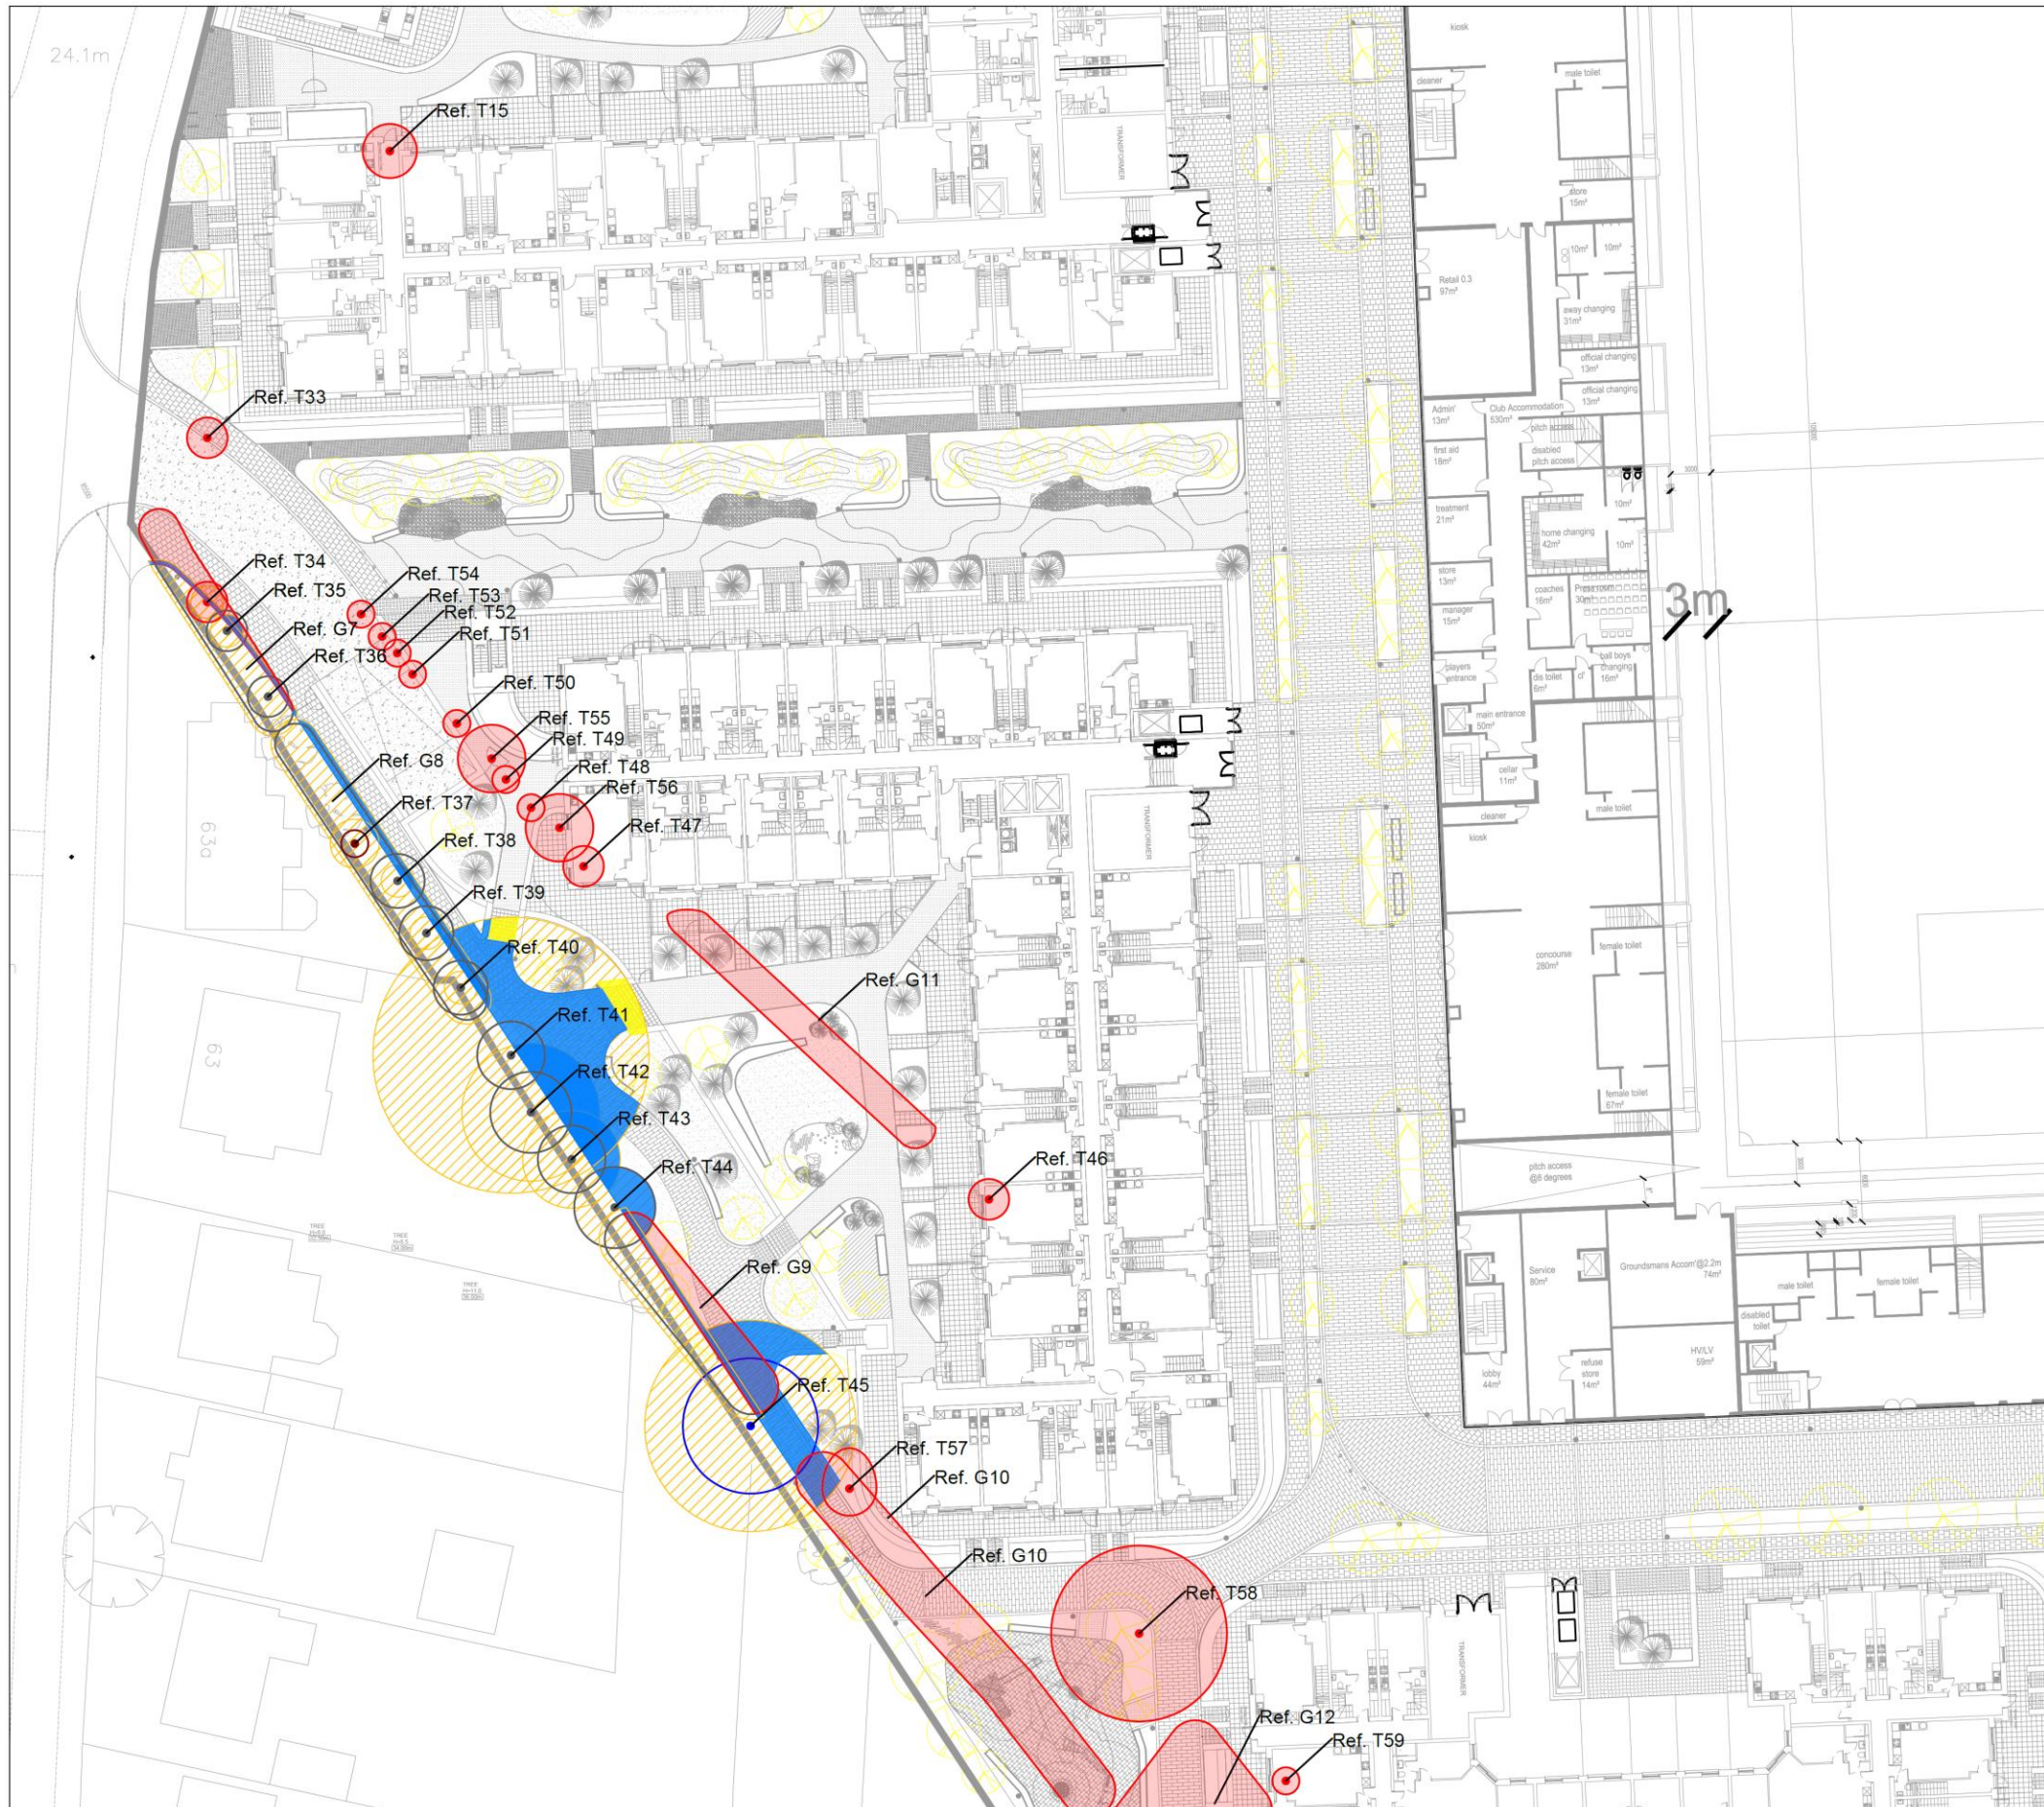 24.1m
kiosk
cleaner
male toilet
Ref. T15
TRANSFORMER
store
15m²
10m²
10m²
Retail 0.3
97m²
away changing
31m²
official changing
13m²
official changing
13m²
Ref. T33
Admin'
13m²
Club Accommodation
530m²
pitch access
first aid
18m²
disabled
pitch access
3000
treatment
21m²
10m²
home changing
42m²
10m²
Ref. T34
Ref. T35
Ref. G7
Ref. T36
Ref. T54
Ref. T53
Ref. T52
Ref. T51
store
13m²
coaches
16m²
Press room
30m²
3m
manager
15m²
players
entrance
dis toilet
6m²
cl'
ball boys
changing
16m²
Ref. T50
Ref. T55
Ref. T49
main entrance
50m²
Ref. G8
Ref. T48
Ref. T56
cellar
11m²
63a
Ref. T37
Ref. T38
Ref. T47
TRANSFORMER
male toilet
cleaner
kiosk
Ref. T39
Ref. T40
Ref. G11
female toilet
concourse
280m²
63
Ref. T41
Ref. T42
Ref. T43
female toilet
67m²
Ref. T44
Ref. T46
pitch access
@6 degrees
TREE
TREE
TREE
Ref. G9
Service
80m²
Groundsmans Accom'@2.2m
74m²
male toilet
female toilet
disabled
toilet
Ref. T45
lobby
44m²
refuse
store
14m²
HV/LV
59m²
Ref. T57
Ref. G10
Ref. G10
Ref. T58
TRANSFORMER
Ref. G12
Ref. T59